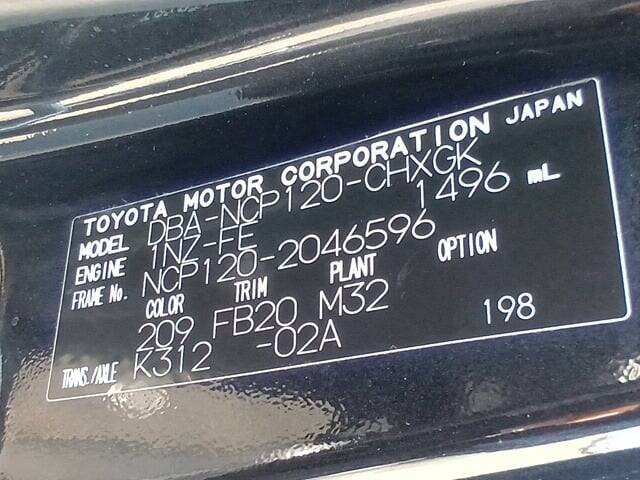 TOYOTA MOTOR CORPORATION JAPAN
MODEL DBA-NCP120-CHXGK
ENGINE 1NZ-FE 1496 mL
FRAME No. NCP120-2046596
COLOR TRIM PLANT OPTION
209 FB20 M32
TRANS./AXLE K312 -02A 198